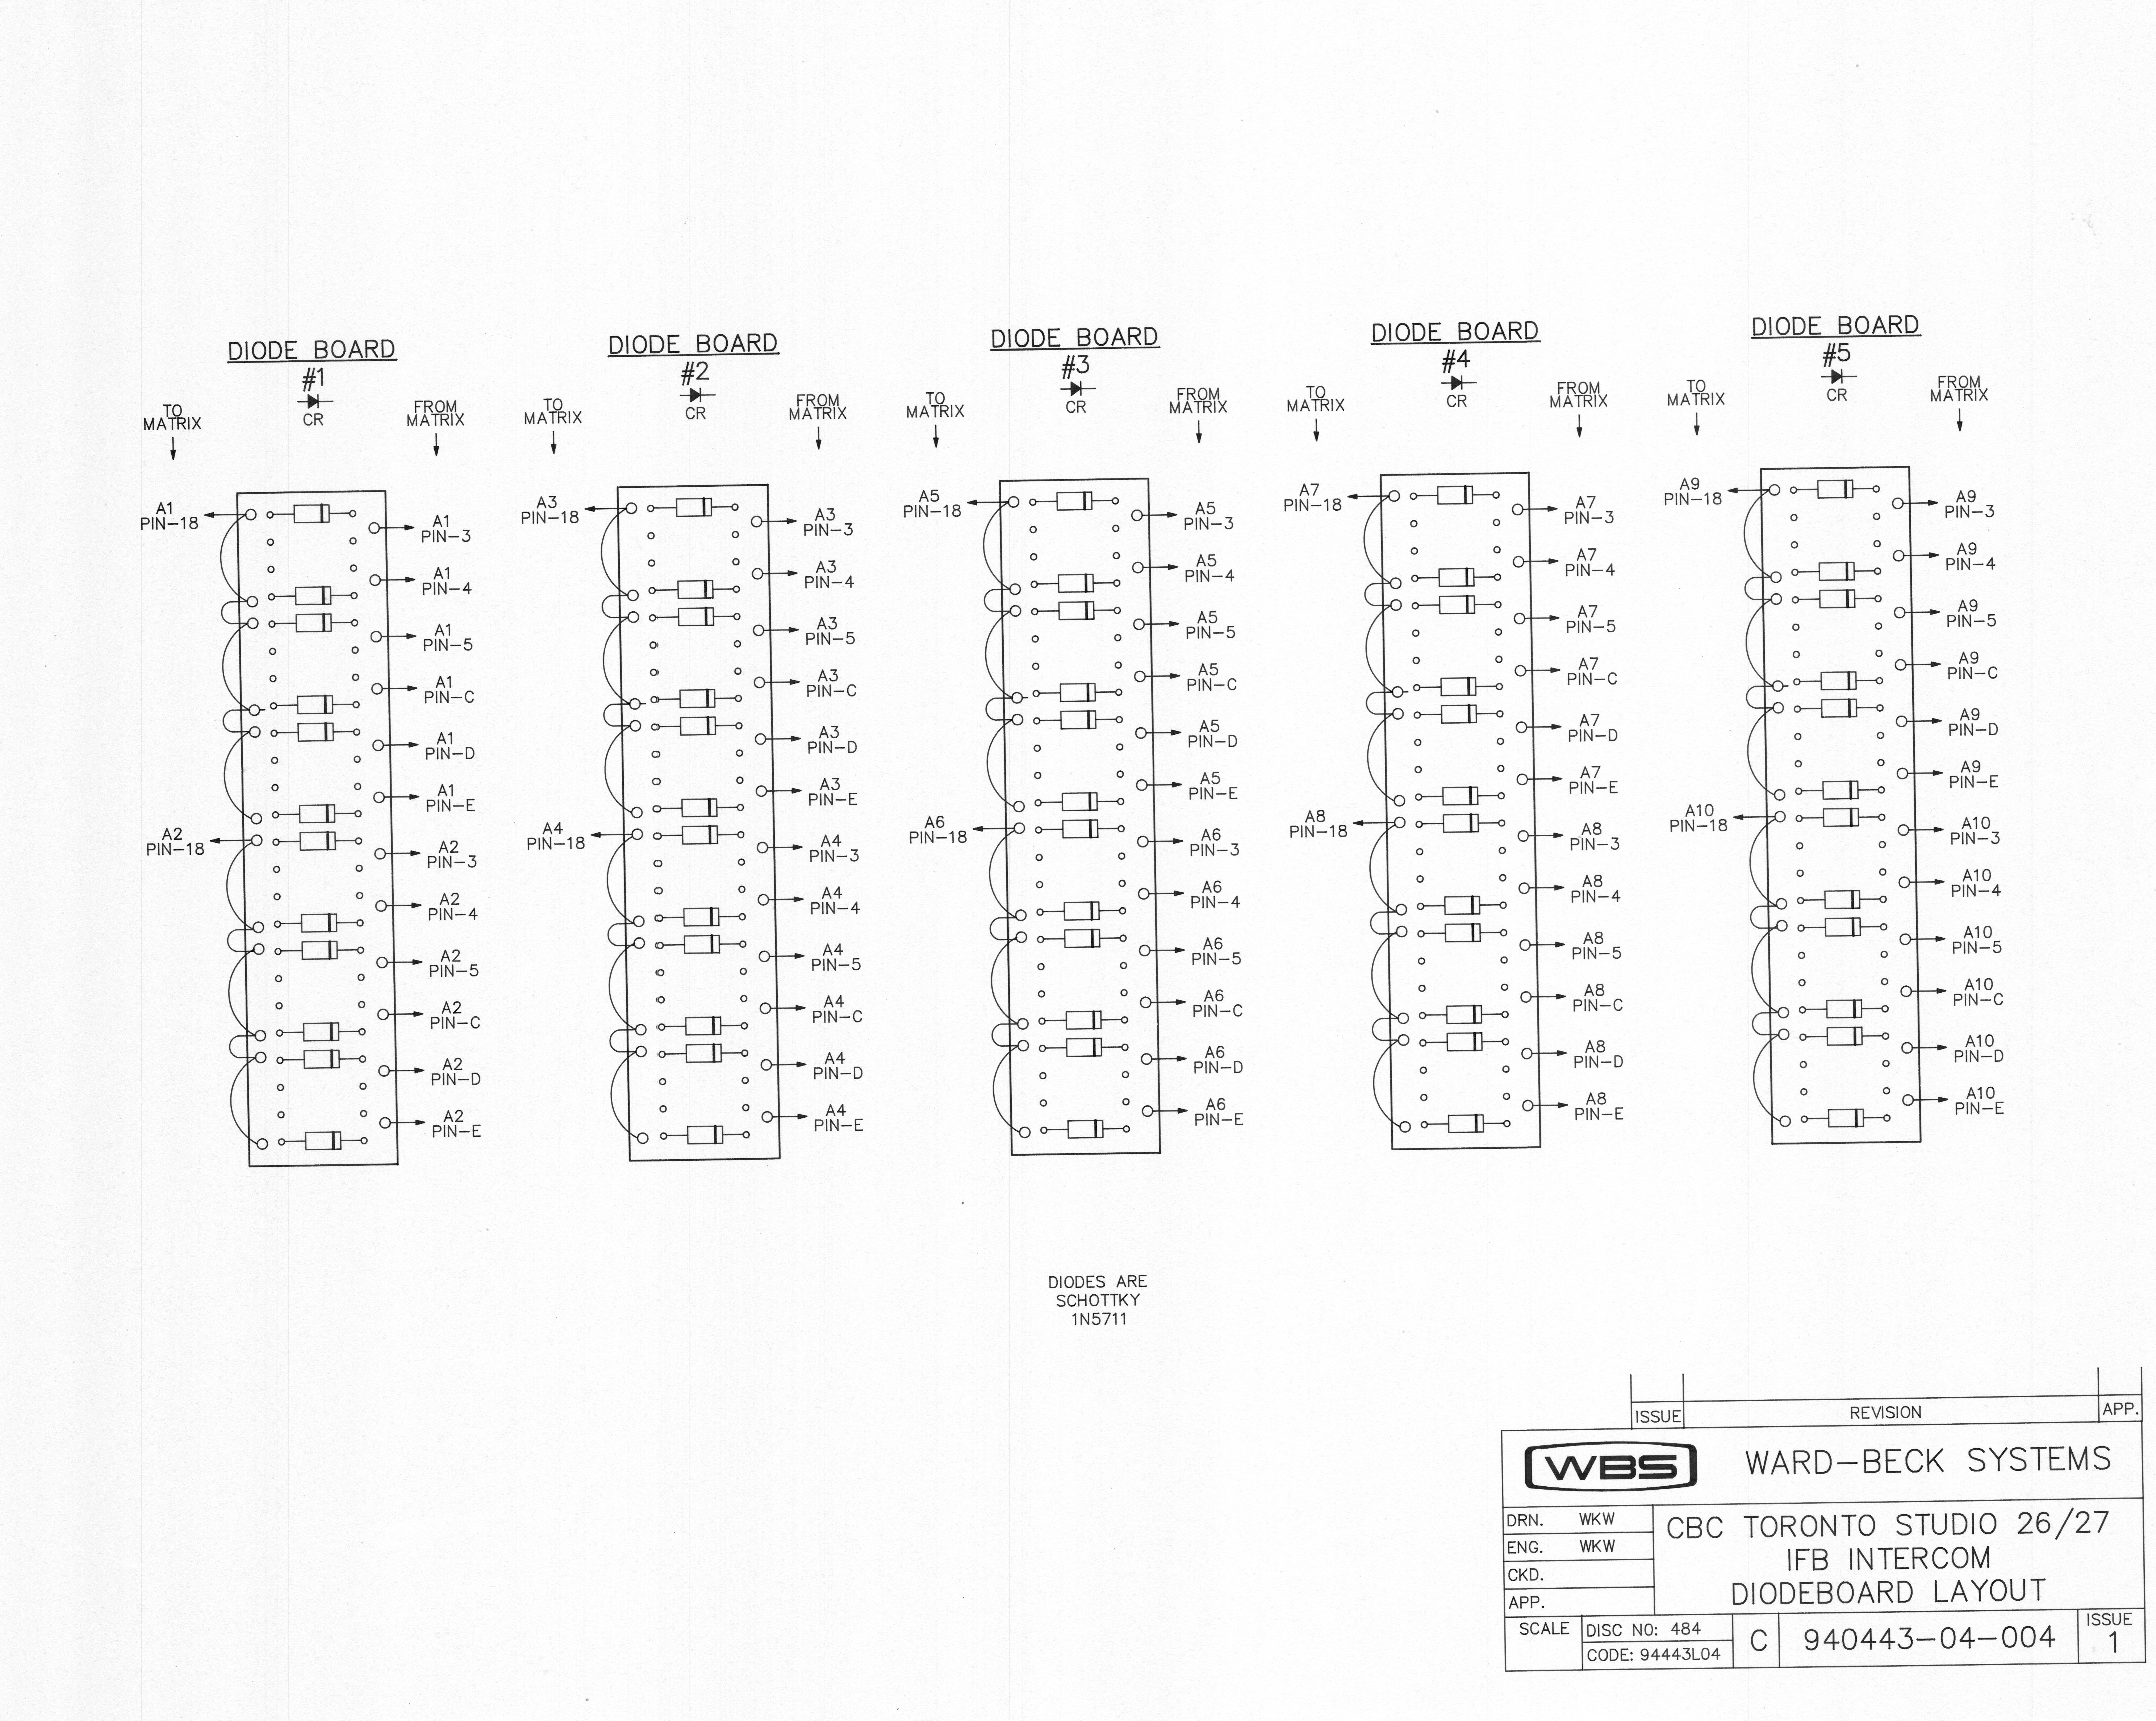 DIODE BOARD
#1
CR
TO
MATRIX
FROM
MATRIX
A1
PIN-18
A1
PIN-3
A1
PIN-4
A1
PIN-5
A1
PIN-C
A1
PIN-D
A1
PIN-E
A2
PIN-18
A2
PIN-3
A2
PIN-4
A2
PIN-5
A2
PIN-C
A2
PIN-D
A2
PIN-E
DIODE BOARD
#2
CR
TO
MATRIX
FROM
MATRIX
A3
PIN-18
A3
PIN-3
A3
PIN-4
A3
PIN-5
A3
PIN-C
A3
PIN-D
A3
PIN-E
A4
PIN-18
A4
PIN-3
A4
PIN-4
A4
PIN-5
A4
PIN-C
A4
PIN-D
A4
PIN-E
DIODE BOARD
#3
CR
TO
MATRIX
FROM
MATRIX
A5
PIN-18
A5
PIN-3
A5
PIN-4
A5
PIN-5
A5
PIN-C
A5
PIN-D
A5
PIN-E
A6
PIN-18
A6
PIN-3
A6
PIN-4
A6
PIN-5
A6
PIN-C
A6
PIN-D
A6
PIN-E
DIODE BOARD
#4
CR
TO
MATRIX
FROM
MATRIX
A7
PIN-18
A7
PIN-3
A7
PIN-4
A7
PIN-5
A7
PIN-C
A7
PIN-D
A7
PIN-E
A8
PIN-18
A8
PIN-3
A8
PIN-4
A8
PIN-5
A8
PIN-C
A8
PIN-D
A8
PIN-E
DIODE BOARD
#5
CR
TO
MATRIX
FROM
MATRIX
A9
PIN-18
A9
PIN-3
A9
PIN-4
A9
PIN-5
A9
PIN-C
A9
PIN-D
A9
PIN-E
A10
PIN-18
A10
PIN-3
A10
PIN-4
A10
PIN-5
A10
PIN-C
A10
PIN-D
A10
PIN-E
DIODES ARE
SCHOTTKY
1N5711
ISSUE REVISION APP.
WBS WARD-BECK SYSTEMS
DRN. WKW
ENG. WKW
CKD.
APP.
CBC TORONTO STUDIO 26/27
IFB INTERCOM
DIODEBOARD LAYOUT
SCALE
DISC NO: 484
CODE: 94443L04
C
940443-04-004
ISSUE
1